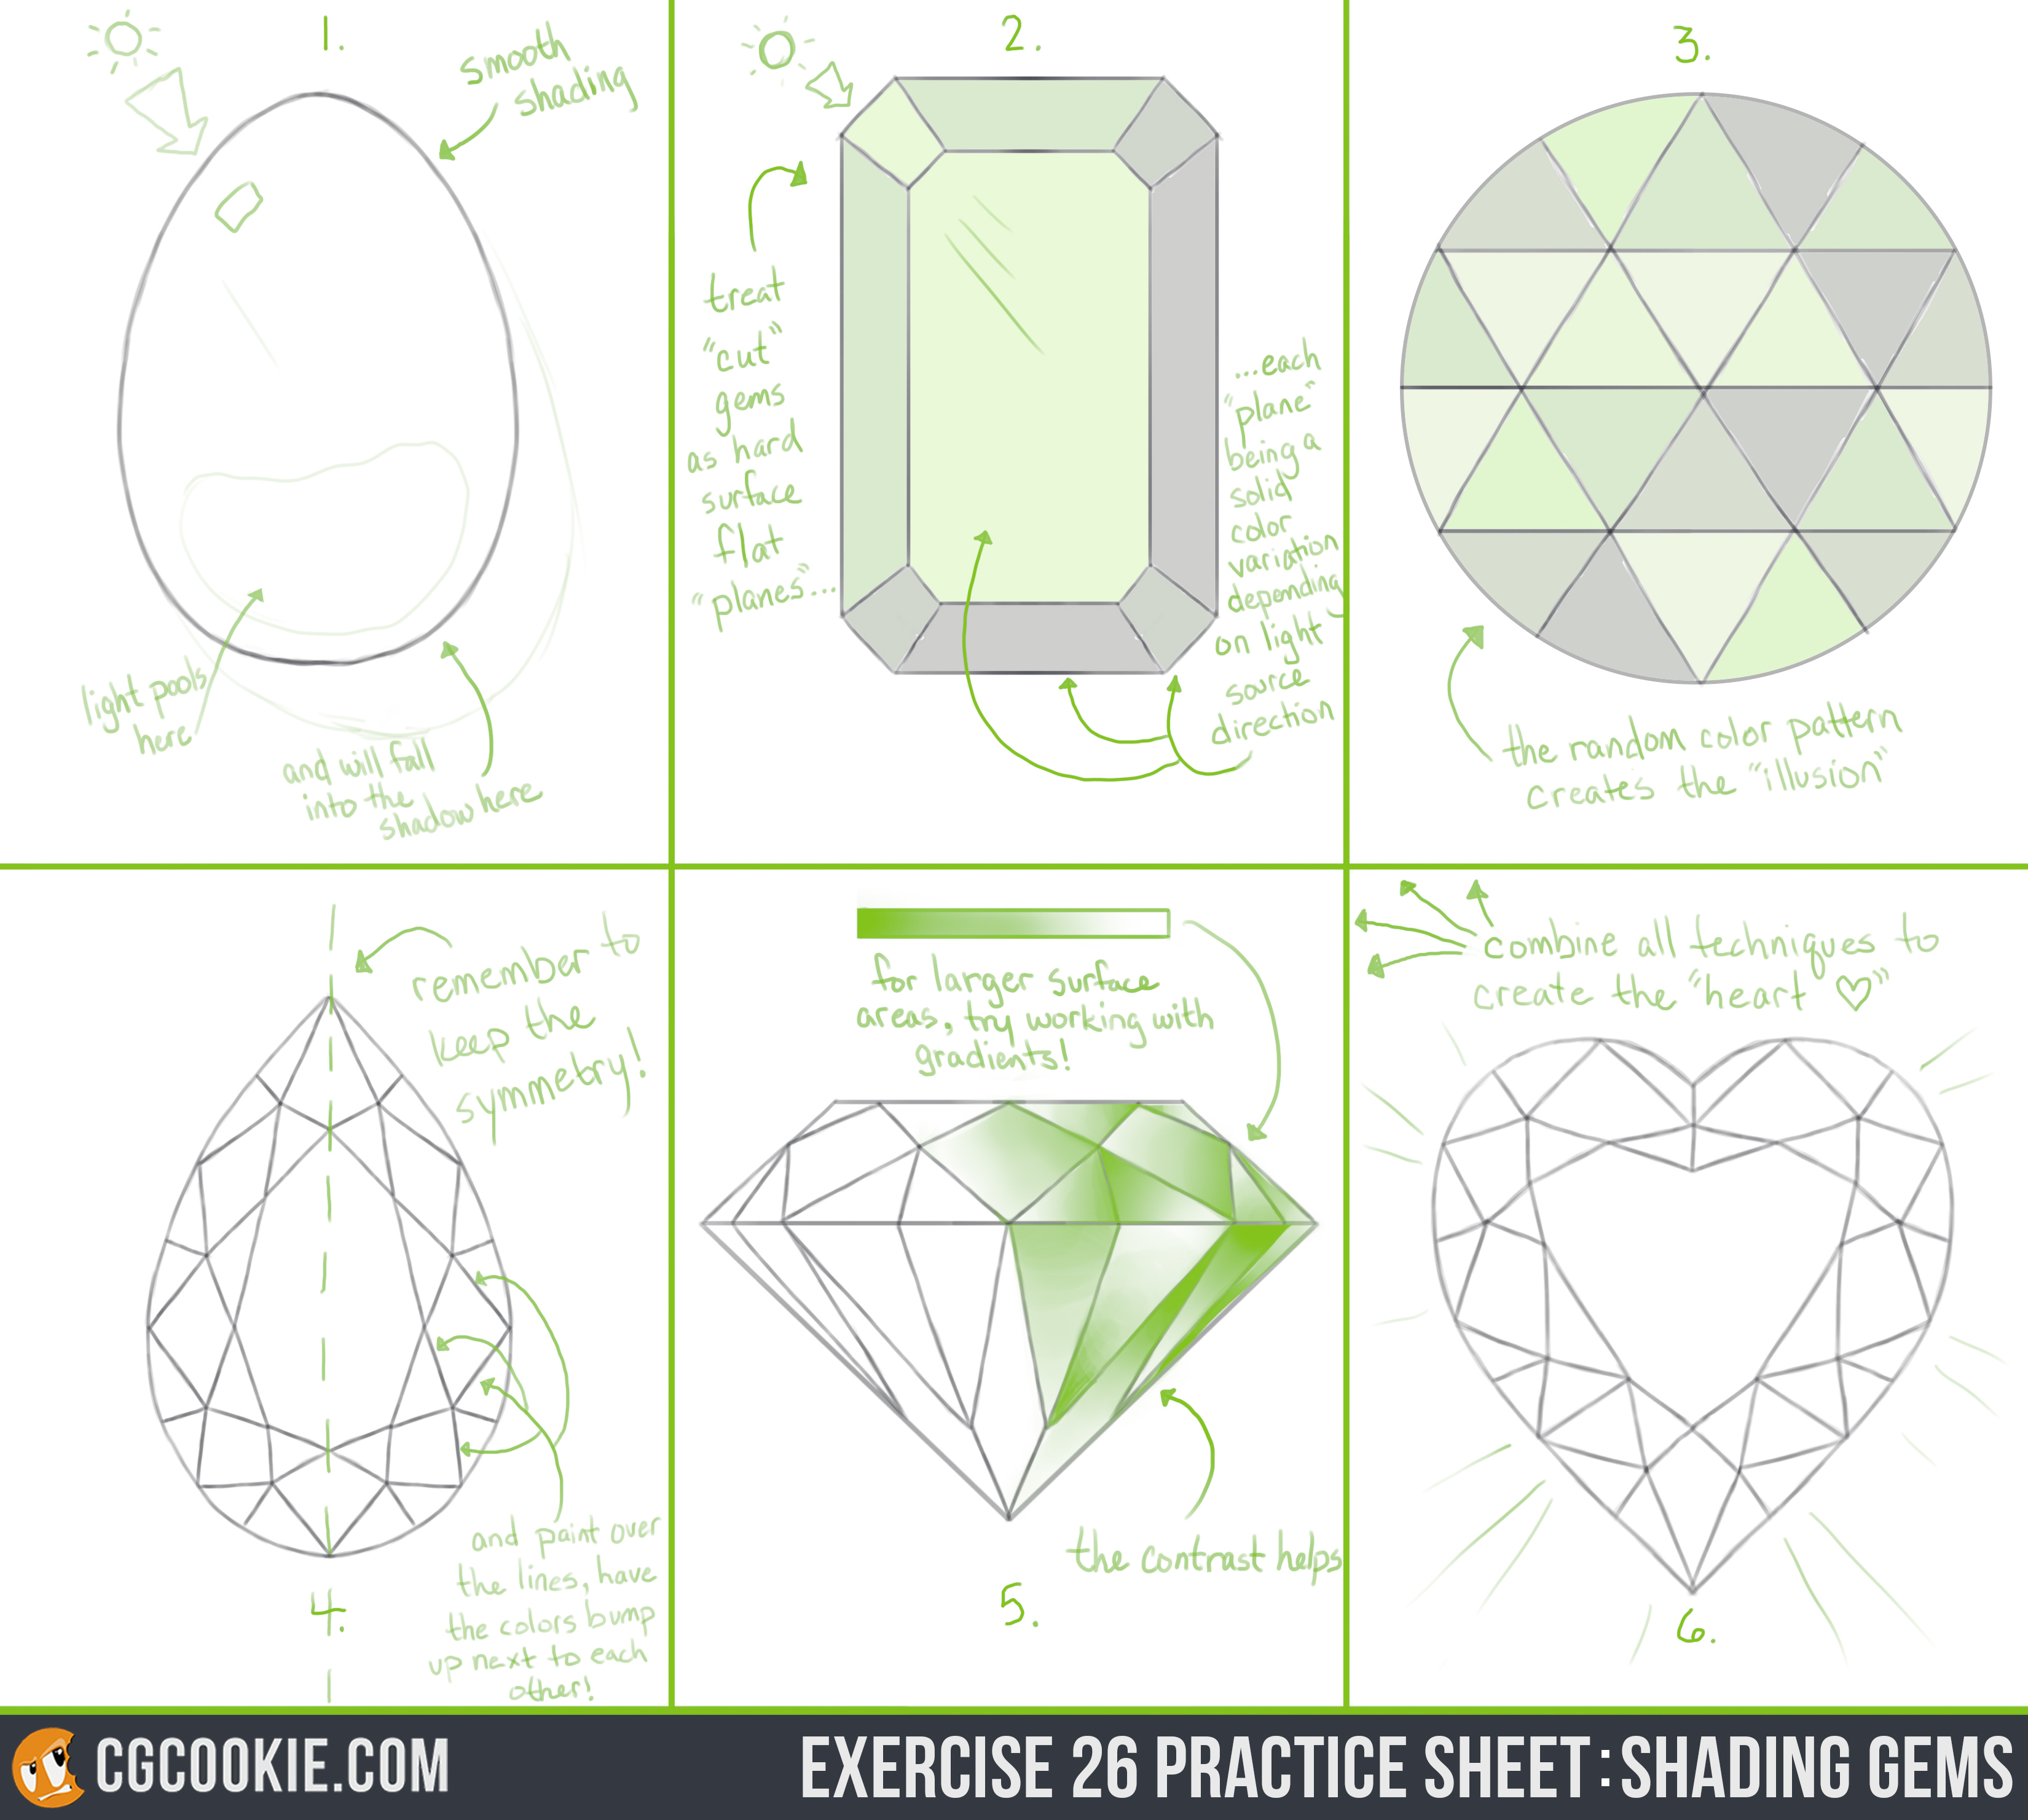 1.
smooth
shading
light pools
here
and will fall
into the
shadow here
2.
treat
"cut"
gems
as hard
surface
flat
"planes"...
...each
"plane"
being a
solid
color
variation
depending
on light
source
direction
3.
the random color pattern
creates the "illusion"
remember to
keep the
symmetry!
and paint over
the lines, have
the colors bump
up next to each
other!
4.
for larger surface
areas, try working with
gradients!
the contrast helps
5.
combine all techniques to
create the "heart ♡"
6.
CGCOOKIE.COM
EXERCISE 26 PRACTICE SHEET: SHADING GEMS